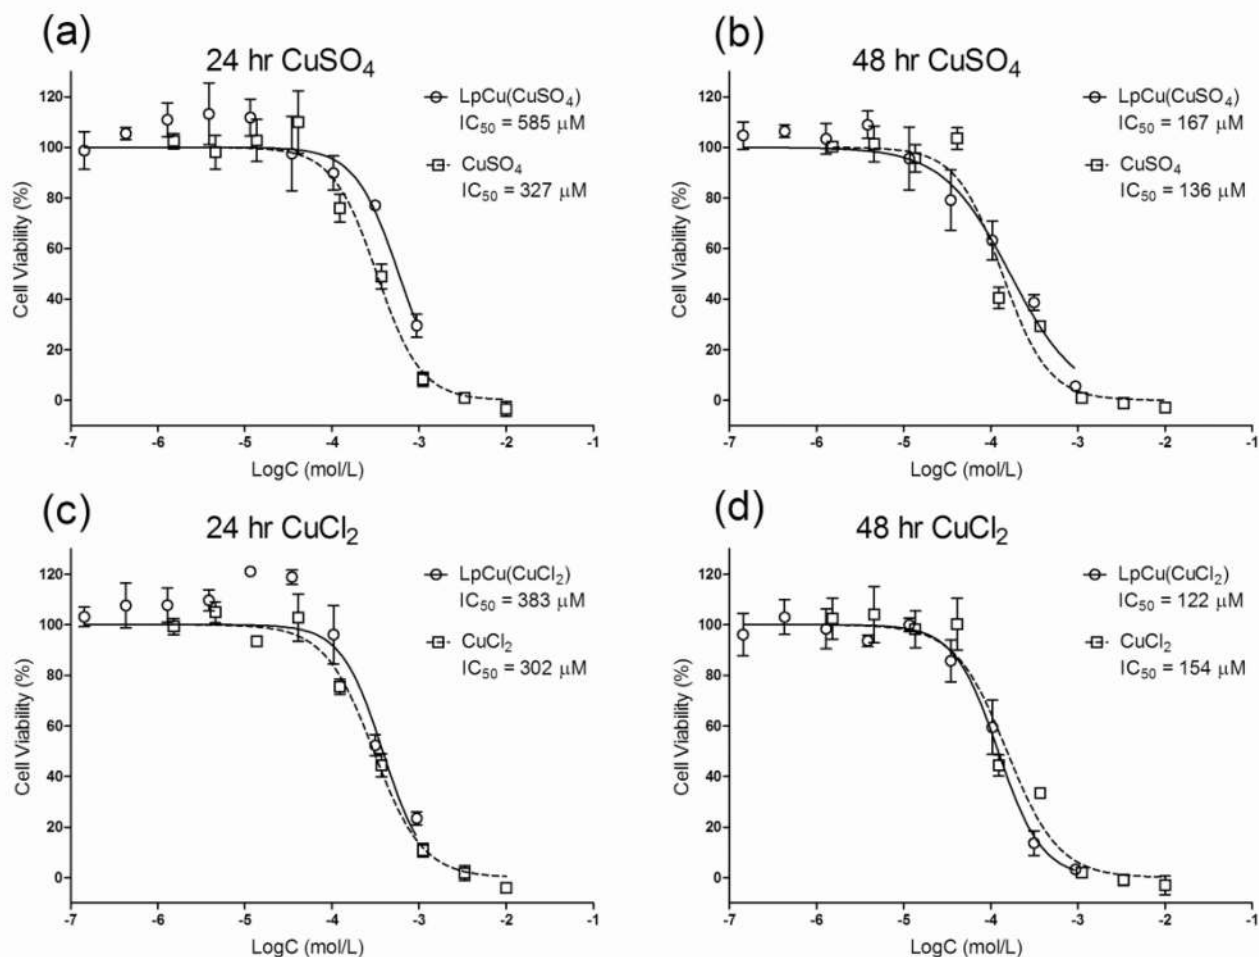 (a)
24 hr CuSO₄
LpCu(CuSO₄)
IC₅₀ = 585 μM
CuSO₄
IC₅₀ = 327 μM
Cell Viability (%)
120
100
80
60
40
20
0
-7 -6 -5 -4 -3 -2 -1
LogC (mol/L)
(b)
48 hr CuSO₄
LpCu(CuSO₄)
IC₅₀ = 167 μM
CuSO₄
IC₅₀ = 136 μM
Cell Viability (%)
120
100
80
60
40
20
0
-7 -6 -5 -4 -3 -2 -1
LogC (mol/L)
(c)
24 hr CuCl₂
LpCu(CuCl₂)
IC₅₀ = 383 μM
CuCl₂
IC₅₀ = 302 μM
Cell Viability (%)
120
100
80
60
40
20
0
-7 -6 -5 -4 -3 -2 -1
LogC (mol/L)
(d)
48 hr CuCl₂
LpCu(CuCl₂)
IC₅₀ = 122 μM
CuCl₂
IC₅₀ = 154 μM
Cell Viability (%)
120
100
80
60
40
20
0
-7 -6 -5 -4 -3 -2 -1
LogC (mol/L)